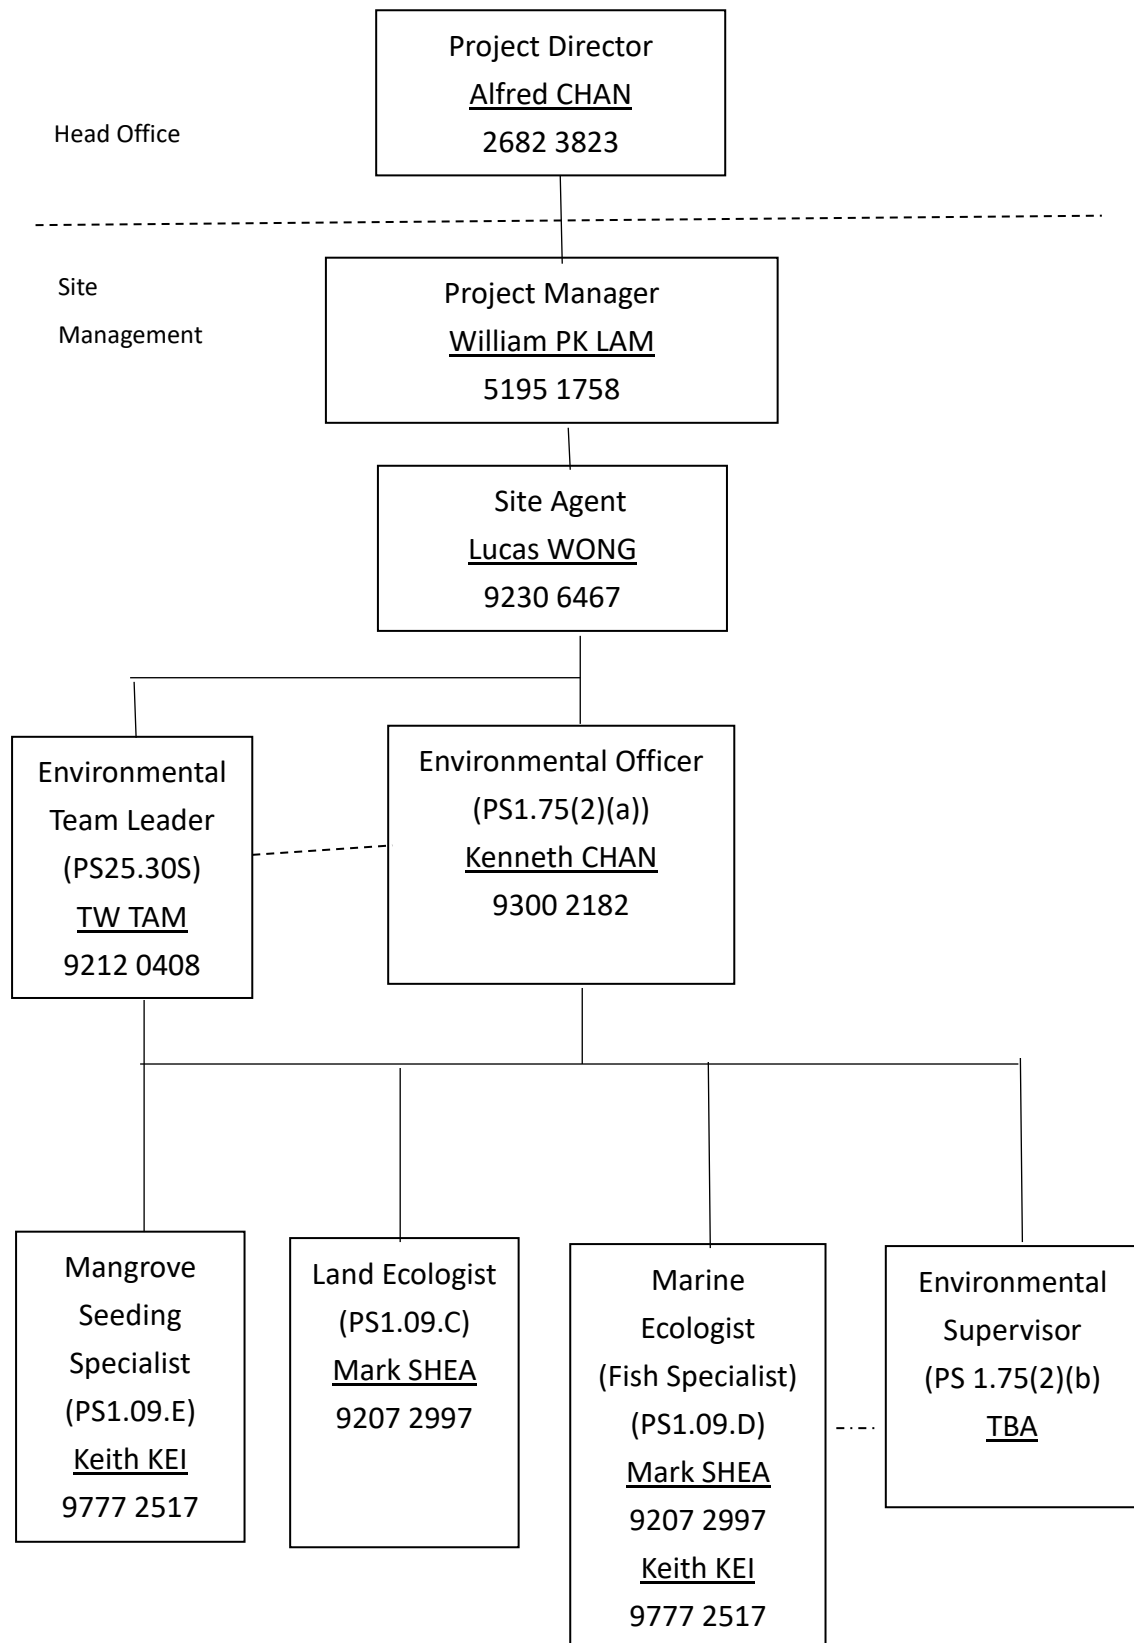 Project Director
Alfred CHAN
2682 3823
Head Office
Site
Management
Project Manager
William PK LAM
5195 1758
Site Agent
Lucas WONG
9230 6467
Environmental
Team Leader
(PS25.30S)
TW TAM
9212 0408
Environmental Officer
(PS1.75(2)(a))
Kenneth CHAN
9300 2182
Mangrove
Seeding
Specialist
(PS1.09.E)
Keith KEI
9777 2517
Land Ecologist
(PS1.09.C)
Mark SHEA
9207 2997
Marine
Ecologist
(Fish Specialist)
(PS1.09.D)
Mark SHEA
9207 2997
Keith KEI
9777 2517
Environmental
Supervisor
(PS 1.75(2)(b)
TBA